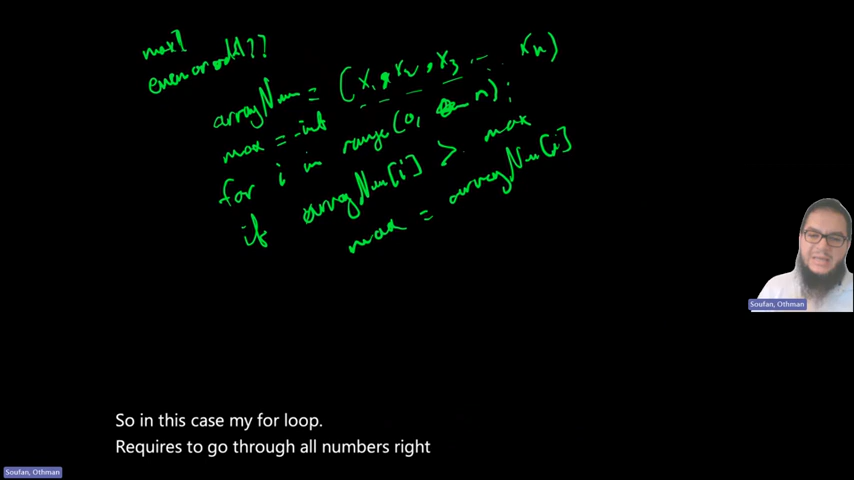 max?
even or odd??
arrayNum = (x1, x2, x3 ... xn)
max = -int
for i in range(0, n):
if arrayNum[i] > max
max = arrayNum[i]
Soufan, Othman
So in this case my for loop.
Requires to go through all numbers right
Soufan, Othman